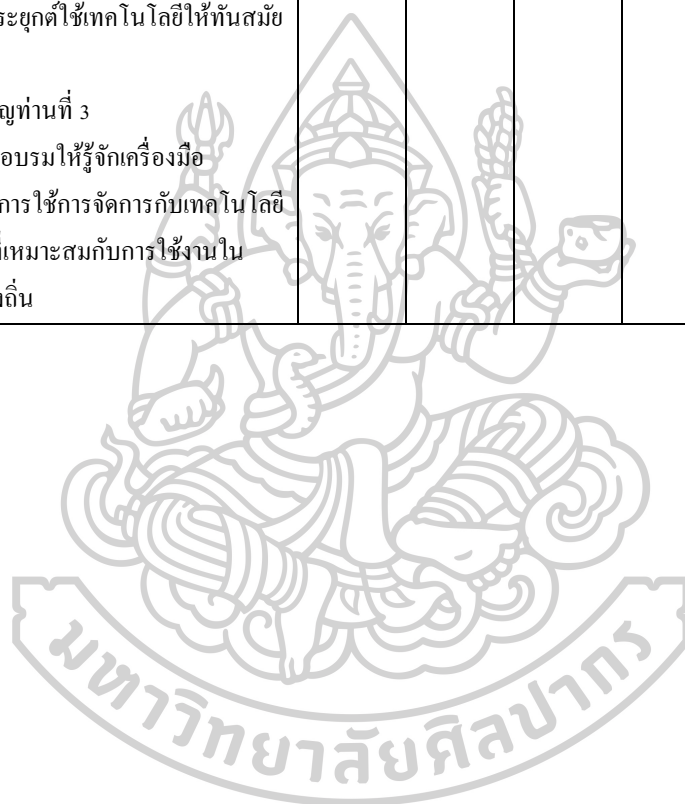 ระยุกต์ใช้เทคโนโลยีให้ทันสมัย
ญท่านที่ 3
อบรมให้รู้จักเครื่องมือ
การใช้การจัดการกับเทคโนโลยี
ที่เหมาะสมกับการใช้งานใน
งถิ่น
มหาวิทยาลัยศิลปากร